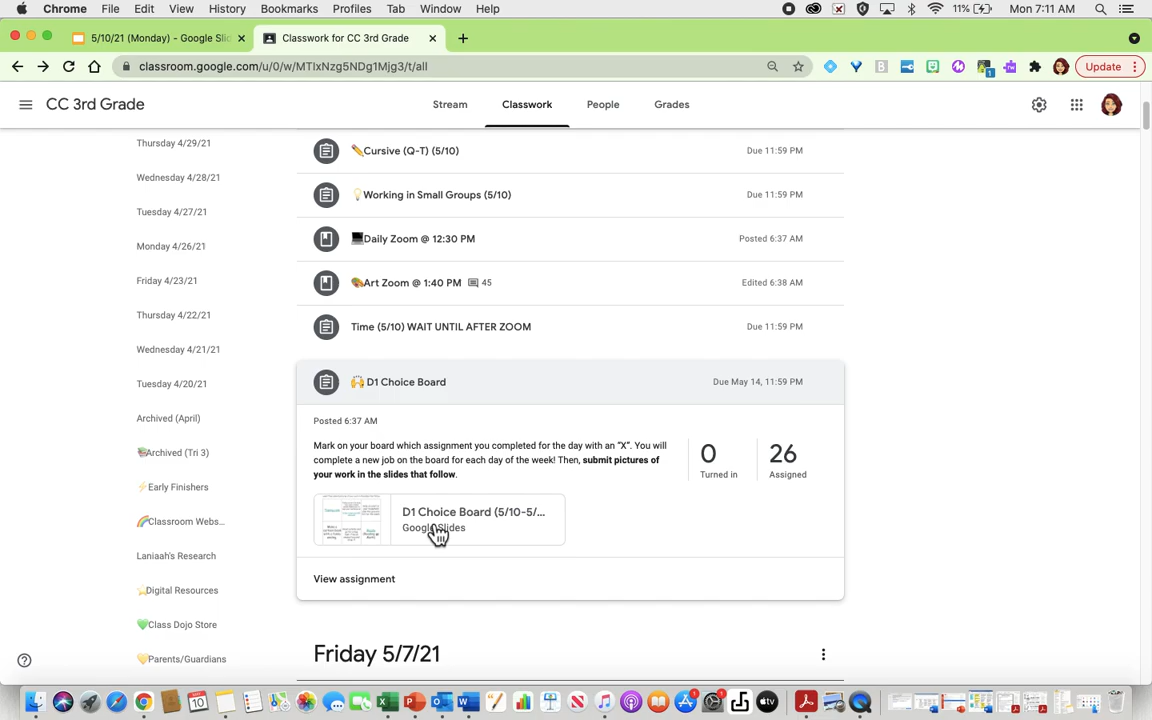 Chrome File Edit View History Bookmarks Profiles Tab Window Help 11% Mon 7:11 AM
5/10/21 (Monday) - Google Slid Classwork for CC 3rd Grade
classroom.google.com/u/0/w/MTIxNzg5NDg1Mjg3/t/all Update
CC 3rd Grade Stream Classwork People Grades
Thursday 4/29/21
Wednesday 4/28/21
Tuesday 4/27/21
Monday 4/26/21
Friday 4/23/21
Thursday 4/22/21
Wednesday 4/21/21
Tuesday 4/20/21
Archived (April)
Archived (Tri 3)
Early Finishers
Classroom Webs...
Laniaah's Research
Digital Resources
Class Dojo Store
Parents/Guardians
Cursive (Q-T) (5/10) Due 11:59 PM
Working in Small Groups (5/10) Due 11:59 PM
Daily Zoom @ 12:30 PM Posted 6:37 AM
Art Zoom @ 1:40 PM 45 Edited 6:38 AM
Time (5/10) WAIT UNTIL AFTER ZOOM Due 11:59 PM
D1 Choice Board Due May 14, 11:59 PM
Posted 6:37 AM
Mark on your board which assignment you completed for the day with an "X". You will
complete a new job on the board for each day of the week! Then, submit pictures of
your work in the slides that follow.
0 26
Turned in Assigned
D1 Choice Board (5/10-5/...
Google Slides
View assignment
Friday 5/7/21